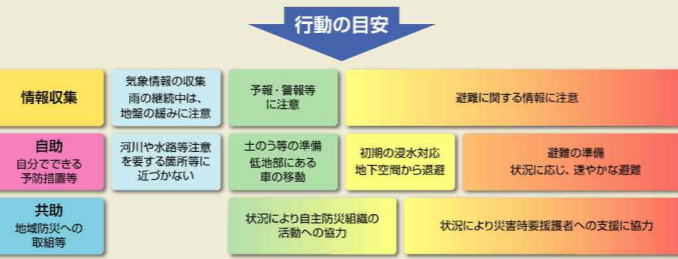 行動の目安
情報収集
気象情報の収集
雨の継続中は、
地盤の緩みに注意
予報・警報等
に注意
避難に関する情報に注意
自助
自分でできる
予防措置等
河川や水路等注意
を要する箇所等に
近づかない
土のう等の準備
低地部にある
車の移動
初期の浸水対応
地下空間から退避
避難の準備
状況に応じ、速やかな避難
共助
地域防災への
取組等
状況により自主防災組織の
活動への協力
状況により災害時要援護者への支援に協力